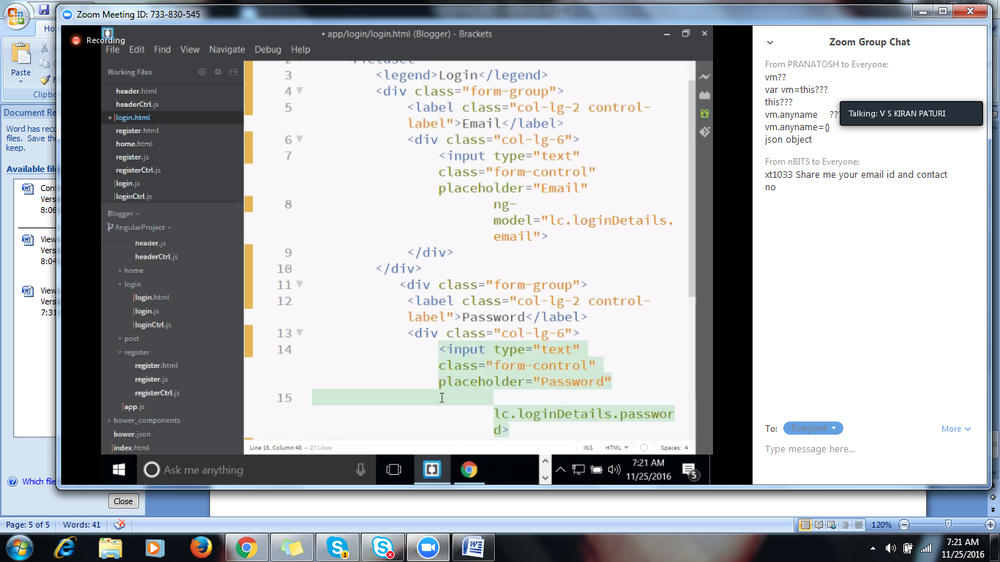 Zoom Meeting ID: 733-830-545
Recording
• app/login/login.html (Blogger) - Brackets
File Edit Find View Navigate Debug Help
Working Files
header.html
headerCtrl.js
login.html
register.html
home.html
register.js
registerCtrl.js
login.js
loginCtrl.js
Blogger
AngularProject
header.js
headerCtrl.js
home
login
login.html
login.js
loginCtrl.js
post
register
register.html
register.js
registerCtrl.js
app.js
bower_components
bower.json
index.html
3 <legend>Login</legend>
4 <div class="form-group">
5 <label class="col-lg-2 control-
label">Email</label>
6 <div class="col-lg-6">
7 <input type="text"
class="form-control"
placeholder="Email"
8 ng-
model="lc.loginDetails.
email">
9 </div>
10 </div>
11 <div class="form-group">
12 <label class="col-lg-2 control-
label">Password</label>
13 <div class="col-lg-6">
14 <input type="text"
class="form-control"
placeholder="Password"
15
lc.loginDetails.passwor
d>
Line 15, Column 48 — 27 Lines
INS HTML Spaces: 4
Ask me anything
7:21 AM
11/25/2016
5
Zoom Group Chat
From PRANATOSH to Everyone:
vm??
var vm=this???
this???
vm.anyname ??
vm.anyname={}
json object
Talking: V S KIRAN PATURI
From nBITS to Everyone:
xt1033 Share me your email id and contact
no
To: Everyone
More
Type message here...
Ho
Paste
Clipb
Document Re
Word has reco
files. Save the
keep.
Available file
Cont
Vers
8:06
View
Vers
8:04
View
Vers
7:31
Which file
Close
Page: 5 of 5 Words: 41
120%
1
7:21 AM
11/25/2016